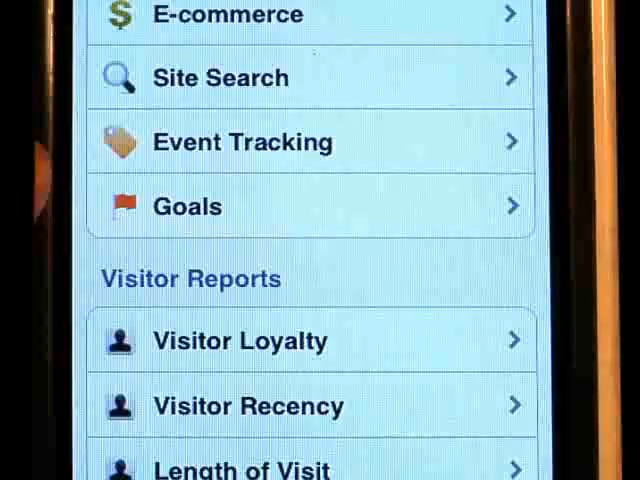 E-commerce
Site Search
Event Tracking
Goals
Visitor Reports
Visitor Loyalty
Visitor Recency
Length of Visit